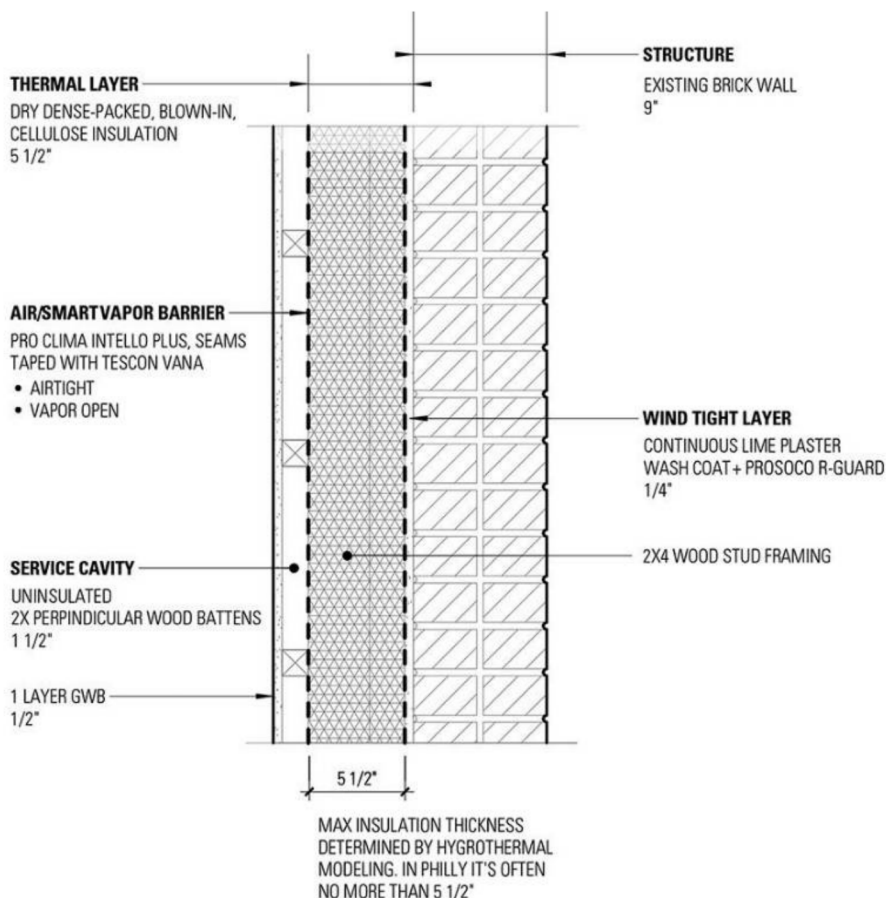 THERMAL LAYER
DRY DENSE-PACKED, BLOWN-IN,
CELLULOSE INSULATION
5 1/2"
STRUCTURE
EXISTING BRICK WALL
9"
AIR/SMARTVAPOR BARRIER
PRO CLIMA INTELLO PLUS, SEAMS
TAPED WITH TESCON VANA
• AIRTIGHT
• VAPOR OPEN
WIND TIGHT LAYER
CONTINUOUS LIME PLASTER
WASH COAT + PROSOCO R-GUARD
1/4"
2X4 WOOD STUD FRAMING
SERVICE CAVITY
UNINSULATED
2X PERPINDICULAR WOOD BATTENS
1 1/2"
1 LAYER GWB
1/2"
5 1/2"
MAX INSULATION THICKNESS
DETERMINED BY HYGROTHERMAL
MODELING. IN PHILLY IT'S OFTEN
NO MORE THAN 5 1/2"